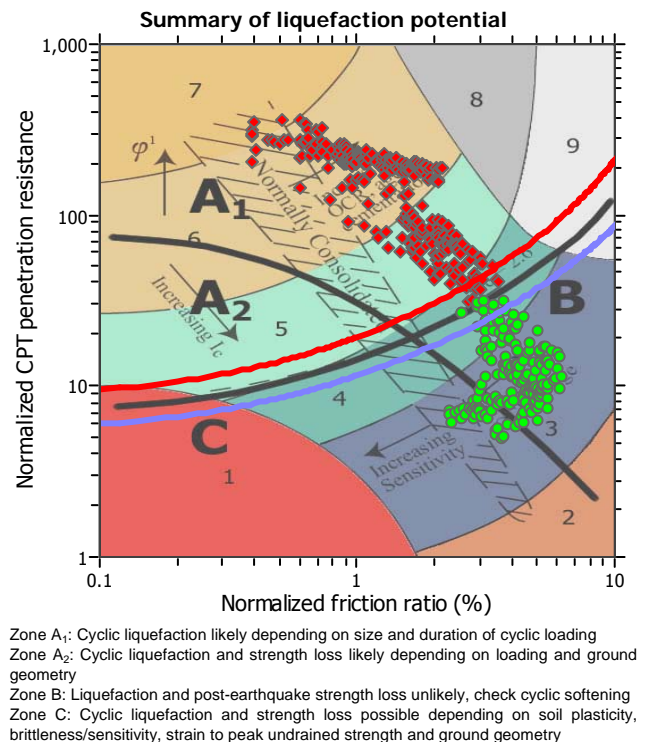 Summary of liquefaction potential
1,000
100
10
1
Normalized CPT penetration resistance
7
8
9
φ1
A1
6
Normally Consolidate
A2
Increasing Ic
2.6
5
B
4
3
C
1
Increasing
Sensitivity
2
0.1
1
10
Normalized friction ratio (%)
Zone A1: Cyclic liquefaction likely depending on size and duration of cyclic loading
Zone A2: Cyclic liquefaction and strength loss likely depending on loading and ground
geometry
Zone B: Liquefaction and post-earthquake strength loss unlikely, check cyclic softening
Zone C: Cyclic liquefaction and strength loss possible depending on soil plasticity,
brittleness/sensitivity, strain to peak undrained strength and ground geometry